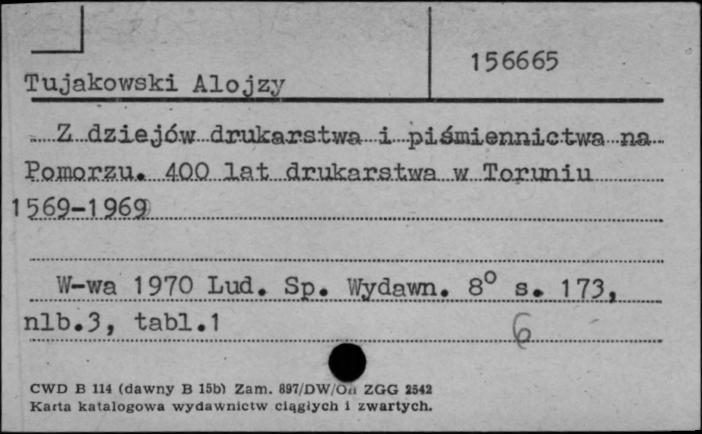 156665
Tujakowski Alojzy
Z dziejów drukarstwa i piśmiennictwa na
Pomorzu. 400 lat drukarstwa w Toruniu
1569-1969
W-wa 1970 Lud. Sp. Wydawn. 8° s. 173,
nlb.3, tabl.1
6
CWD B 114 (dawny B 15b) Zam. 897/DW/On ZGG 2542
Karta katalogowa wydawnictw ciągłych i zwartych.